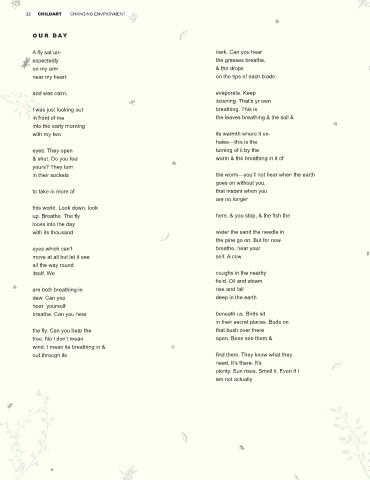 22 CHILDART CHANGING ENVIRONMENT
OUR DAY
A fly sat un-
expectedly
on my arm
near my heart
and was calm.
I was just looking out
in front of me
into the early morning
with my two
eyes. They open
& shut. Do you feel
yours? They turn
in their sockets
to take in more of
this world. Look down, look
up. Breathe. The fly
looks into the day
with its thousand
eyes which can't
move at all but let it see
all the way round
itself. We
are both breathing-in
dew. Can you
hear yourself
breathe. Can you hear
the fly. Can you hear the
tree. No I don't mean
wind, I mean its breathing in &
out through its
bark. Can you hear
the grasses breathe,
& the drops
on the tips of each blade
evaporate. Keep
listening. That's yr own
breathing. This is
the leaves breathing & the soil &
its warmth where it ex-
hales—this is the
turning of it by the
worm & the breathing in it of
the worm—you'll not hear when the earth
goes on without you,
that instant when you
are no longer
here, & you stop, & the fish the
water the sand the needle in
the pine go on. But for now
breathe, hear your
self. A cow
coughs in the nearby
field. Oil and steam
rise and fall
deep in the earth
beneath us. Birds sit
in their secret places. Buds on
that bush over there
open. Bees see them &
find them. They know what they
need. It's there. It's
plenty. Sun rises. Smell it. Even if I
am not actually